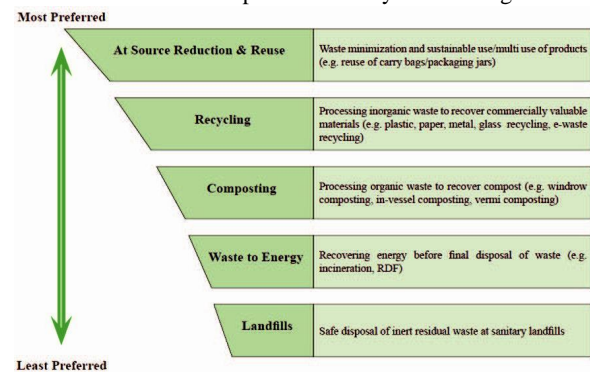 Most Preferred
At Source Reduction & Reuse
Waste minimization and sustainable use/multi use of products
(e.g. reuse of carry bags/packaging jars)
Recycling
Processing inorganic waste to recover commercially valuable
materials (e.g. plastic, paper, metal, glass recycling, e-waste
recycling)
Composting
Processing organic waste to recover compost (e.g. windrow
composting, in-vessel composting, vermi composting)
Waste to Energy
Recovering energy before final disposal of waste (e.g.
incineration, RDF)
Landfills
Safe disposal of inert residual waste at sanitary landfills
Least Preferred